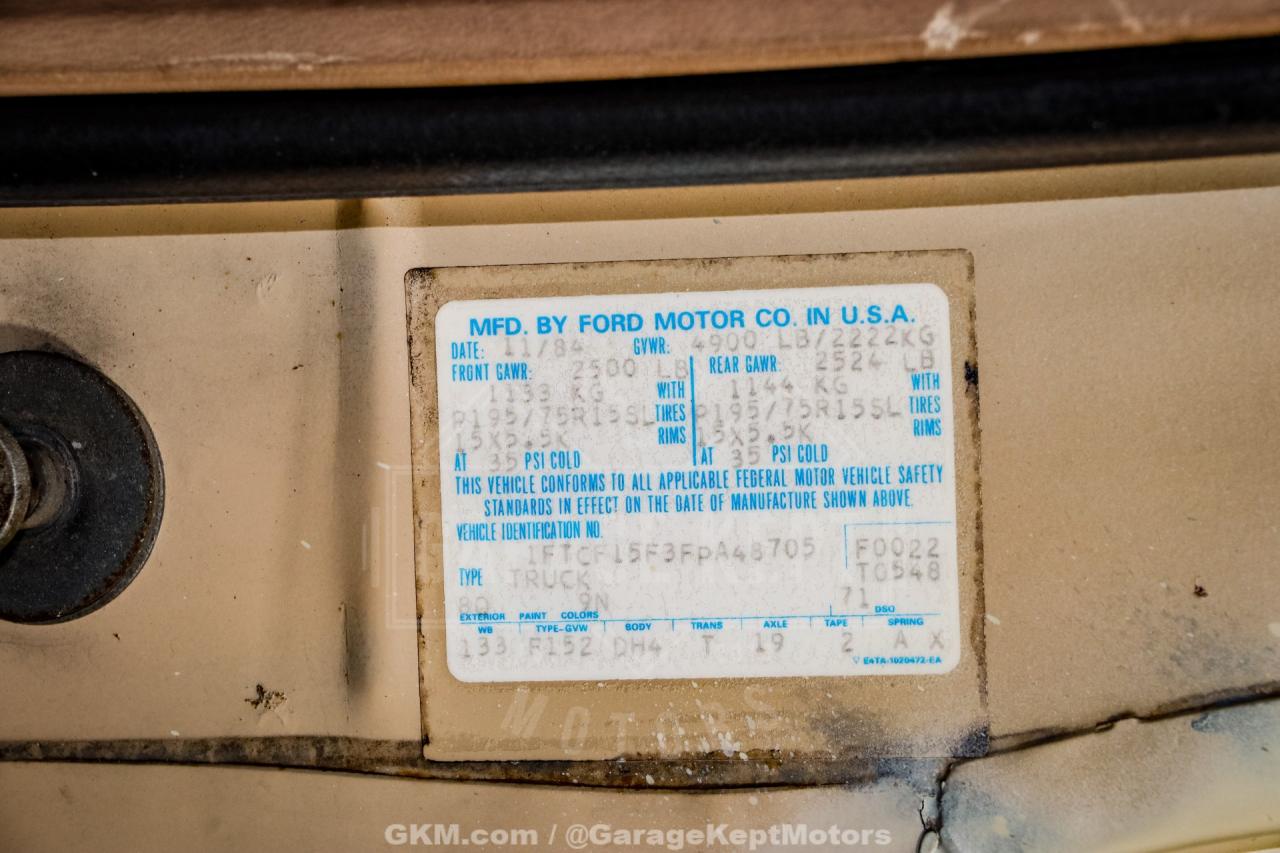 MFD. BY FORD MOTOR CO. IN U.S.A.
DATE: 11/84 GVWR: 4900 LB/2222KG
FRONT GAWR: 2500 LB REAR GAWR: 2524 LB
1133 KG WITH 1144 KG WITH
P195/75R15SL TIRES P195/75R15SL TIRES
15X5.5K RIMS 15X5.5K RIMS
AT 35 PSI COLD AT 35 PSI COLD
THIS VEHICLE CONFORMS TO ALL APPLICABLE FEDERAL MOTOR VEHICLE SAFETY
STANDARDS IN EFFECT ON THE DATE OF MANUFACTURE SHOWN ABOVE.
VEHICLE IDENTIFICATION NO.
1FTCF15F3FPA48705 F0022
TYPE TRUCK T0548
8Q 9N 71
EXTERIOR PAINT COLORS DSO
WB TYPE-GVW BODY TRANS AXLE TAPE SPRING
133 F152 DH4 T 19 2 A X
E4TA-1020472-EA
MOTORS
GKM.com / @GarageKeptMotors